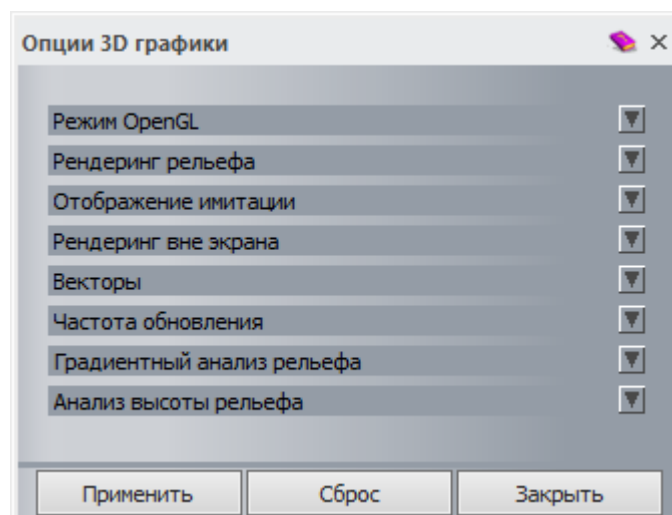 Опции 3D графики
Режим OpenGL
Рендеринг рельефа
Отображение имитации
Рендеринг вне экрана
Векторы
Частота обновления
Градиентный анализ рельефа
Анализ высоты рельефа
Применить Сброс Закрыть